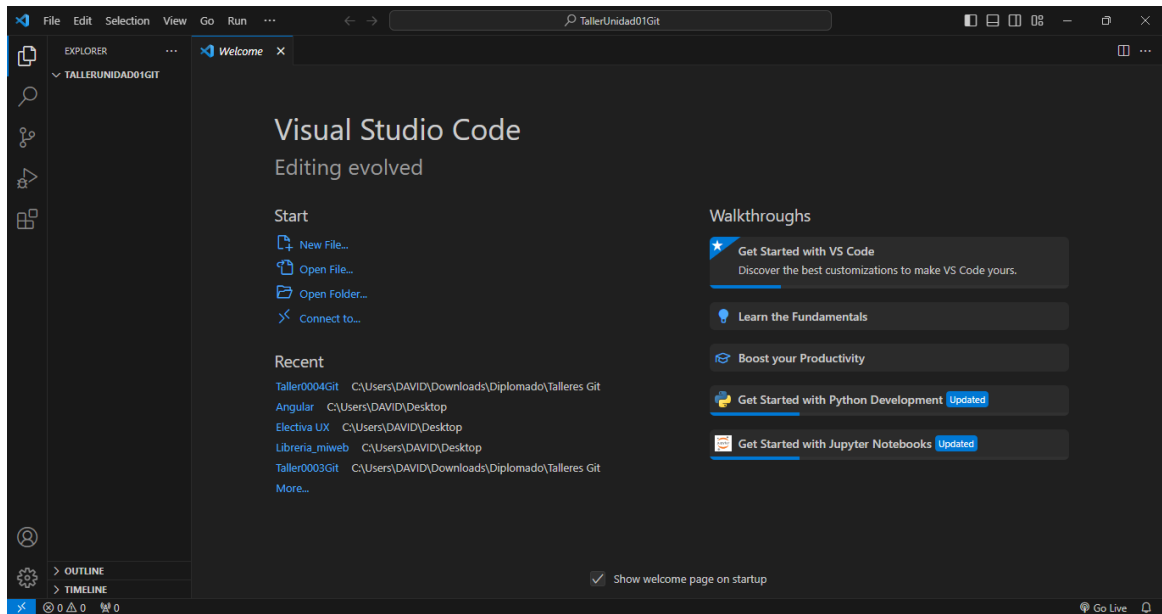 File Edit Selection View Go Run ···
TallerUnidad01Git
EXPLORER ···
TALLERUNIDAD01GIT
Welcome
Visual Studio Code
Editing evolved
Start
New File...
Open File...
Open Folder...
Connect to...
Recent
Taller0004Git C:\Users\DAVID\Downloads\Diplomado\Talleres Git
Angular C:\Users\DAVID\Desktop
Electiva UX C:\Users\DAVID\Desktop
Libreria_miweb C:\Users\DAVID\Desktop
Taller0003Git C:\Users\DAVID\Downloads\Diplomado\Talleres Git
More...
Walkthroughs
Get Started with VS Code
Discover the best customizations to make VS Code yours.
Learn the Fundamentals
Boost your Productivity
Get Started with Python Development Updated
Get Started with Jupyter Notebooks Updated
Show welcome page on startup
OUTLINE
TIMELINE
0 0 0
Go Live